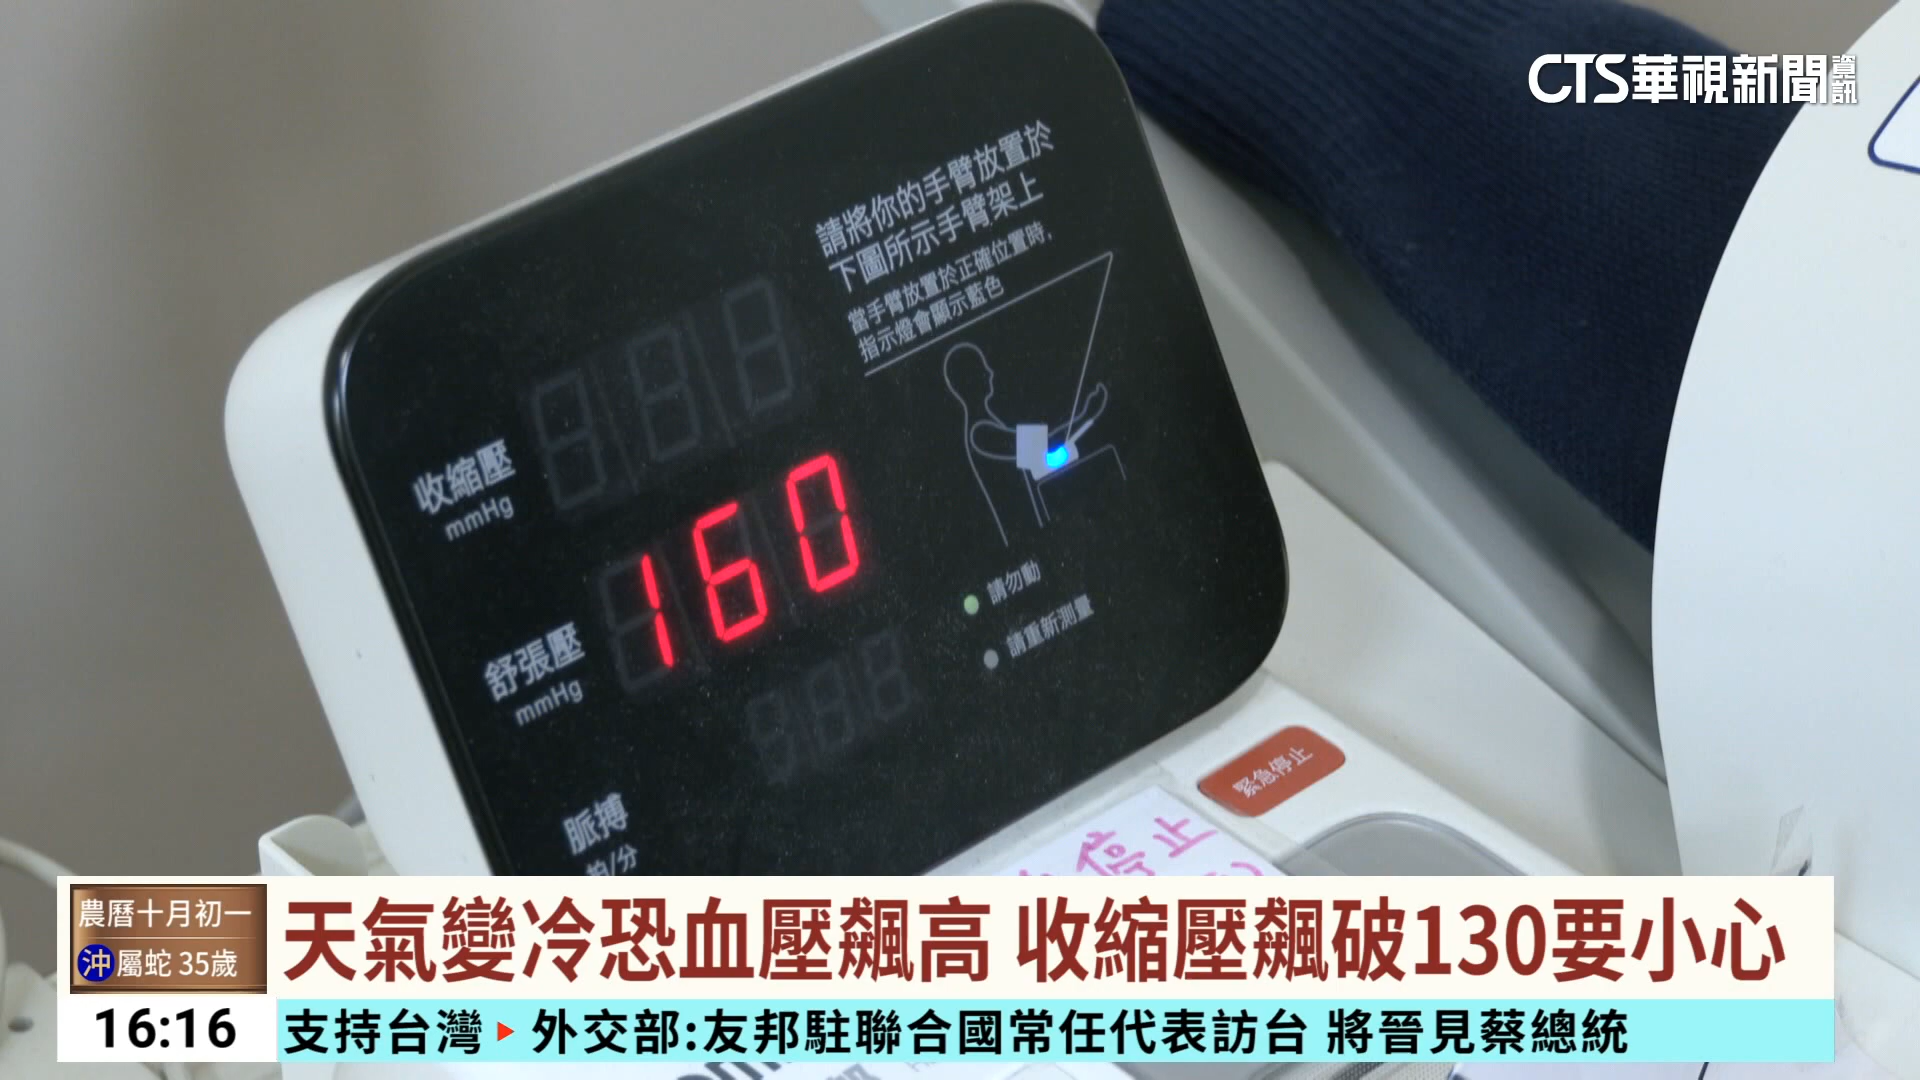 CTS華視新聞資訊
請將你的手臂放置於
下圖所示手臂架上
當手臂放置於正確位置時,
指示燈會顯示藍色
收縮壓
mmHg
160
舒張壓
mmHg
請勿動
請重新測量
脈搏
拍/分
緊急停止
停止
農曆十月初一
沖屬蛇 35歲
天氣變冷恐血壓飆高 收縮壓飆破130要小心
16:16
支持台灣 外交部:友邦駐聯合國常任代表訪台 將晉見蔡總統